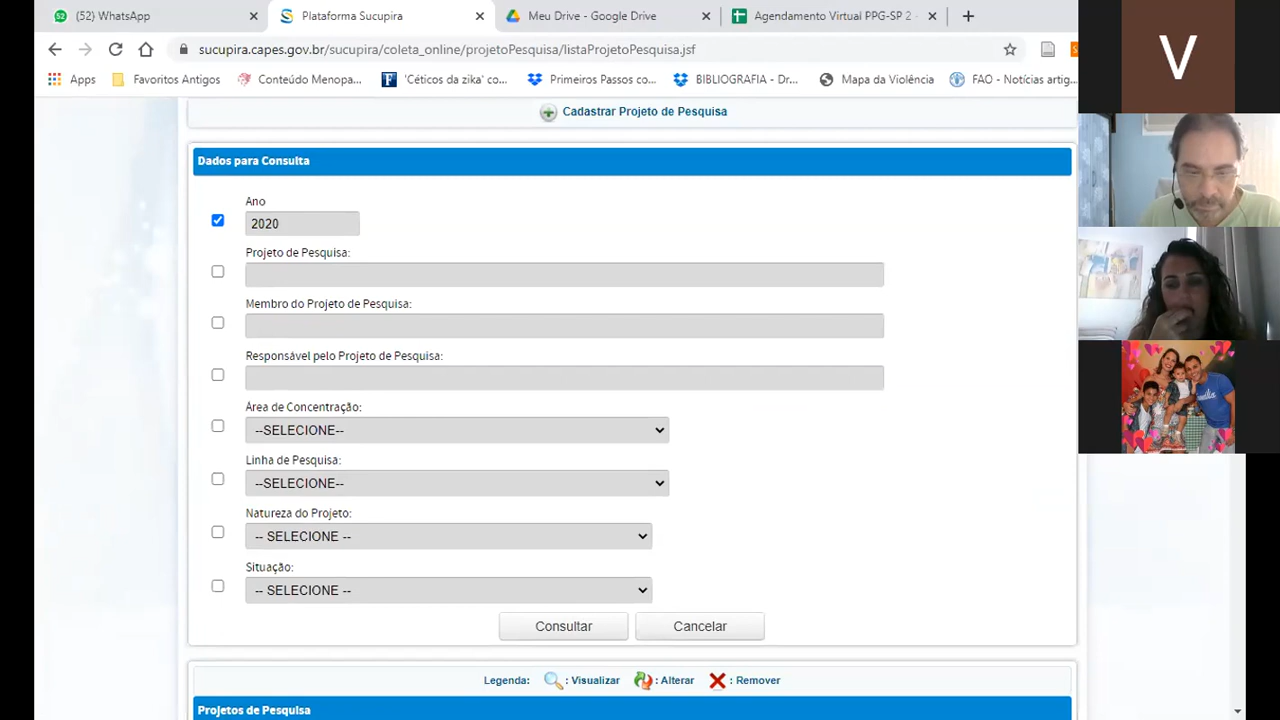 (52) WhatsApp
Plataforma Sucupira
Meu Drive - Google Drive
Agendamento Virtual PPG-SP 2 -
sucupira.capes.gov.br/sucupira/coleta_online/projetoPesquisa/listaProjetoPesquisa.jsf
Apps
Favoritos Antigos
Conteúdo Menopa...
'Céticos da zika' co...
Primeiros Passos co...
BIBLIOGRAFIA - Dr...
Mapa da Violência
FAO - Notícias artig...
V
Cadastrar Projeto de Pesquisa
Dados para Consulta
Ano
2020
Projeto de Pesquisa:
Membro do Projeto de Pesquisa:
Responsável pelo Projeto de Pesquisa:
Área de Concentração:
--SELECIONE--
Linha de Pesquisa:
--SELECIONE--
Natureza do Projeto:
-- SELECIONE --
Situação:
-- SELECIONE --
Consultar
Cancelar
Legenda: : Visualizar : Alterar : Remover
Projetos de Pesquisa